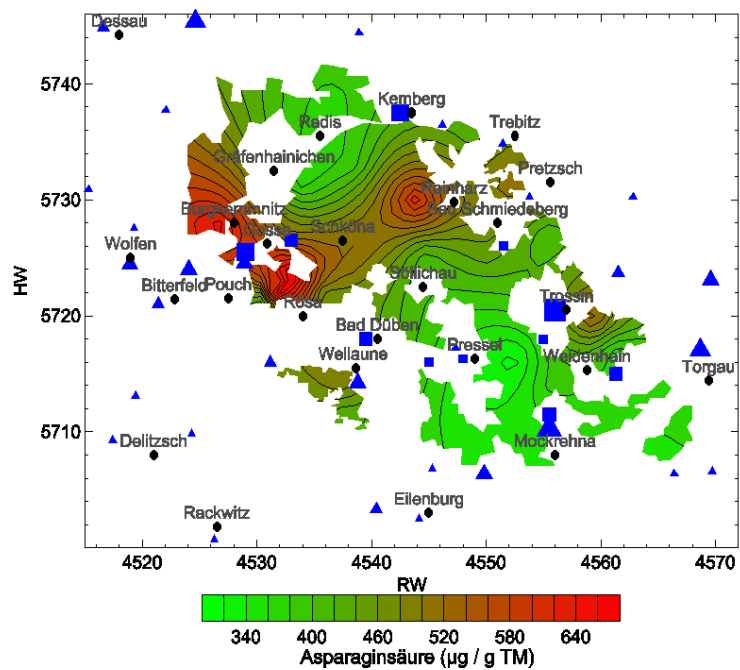 Dessau
5740
Kemberg
Radis
Trebitz
Gräfenhainichen
Pretzsch
5730
Reinharz
Burgkemnitz
Bad Schmiedeberg
Gossa
Schköna
Wolfen
HW
Söllichau
Bitterfeld
Pouch
Trossin
5720
Rösa
Bad Düben
Wellaune
Pressel
Weidenhain
Torgau
5710
Delitzsch
Mockrehna
Eilenburg
Rackwitz
4520 4530 4540 4550 4560 4570
RW
340 400 460 520 580 640
Asparaginsäure (µg / g TM)